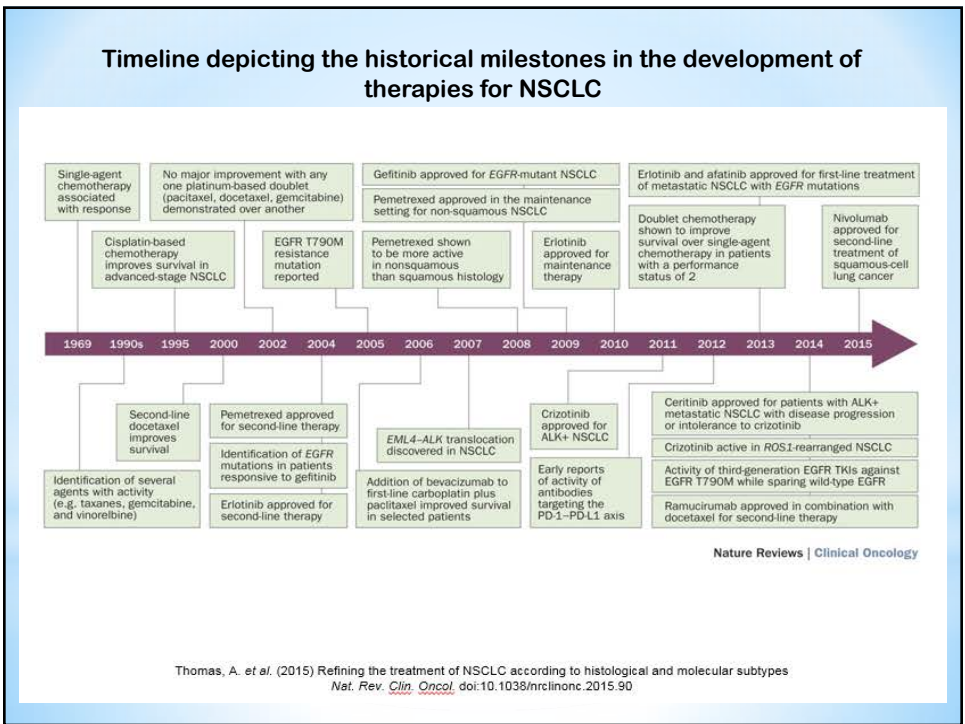 Timeline depicting the historical milestones in the development of
therapies for NSCLC
Single-agent
chemotherapy
associated
with response
No major improvement with any
one platinum-based doublet
(pacitaxel, docetaxel, gemcitabine)
demonstrated over another
Gefitinib approved for EGFR-mutant NSCLC
Pemetrexed approved in the maintenance
setting for non-squamous NSCLC
Erlotinib and afatinib approved for first-line treatment
of metastatic NSCLC with EGFR mutations
Cisplatin-based
chemotherapy
improves survival in
advanced-stage NSCLC
EGFR T790M
resistance
mutation
reported
Pemetrexed shown
to be more active
in nonsquamous
than squamous histology
Erlotinib
approved for
maintenance
therapy
Doublet chemotherapy
shown to improve
survival over single-agent
chemotherapy in patients
with a performance
status of 2
Nivolumab
approved for
second-line
treatment of
squamous-cell
lung cancer
1969 1990s 1995 2000 2002 2004 2005 2006 2007 2008 2009 2010 2011 2012 2013 2014 2015
Identification of several
agents with activity
(e.g. taxanes, gemcitabine,
and vinorelbine)
Second-line
docetaxel
improves
survival
Pemetrexed approved
for second-line therapy
Identification of EGFR
mutations in patients
responsive to gefitinib
Erlotinib approved for
second-line therapy
EML4–ALK translocation
discovered in NSCLC
Addition of bevacizumab to
first-line carboplatin plus
paclitaxel improved survival
in selected patients
Crizotinib
approved for
ALK+ NSCLC
Early reports
of activity of
antibodies
targeting the
PD-1–PD-L1 axis
Ceritinib approved for patients with ALK+
metastatic NSCLC with disease progression
or intolerance to crizotinib
Crizotinib active in ROS1-rearranged NSCLC
Activity of third-generation EGFR TKIs against
EGFR T790M while sparing wild-type EGFR
Ramucirumab approved in combination with
docetaxel for second-line therapy
Nature Reviews | Clinical Oncology
Thomas, A. et al. (2015) Refining the treatment of NSCLC according to histological and molecular subtypes
Nat. Rev. Clin. Oncol. doi:10.1038/nrclinonc.2015.90